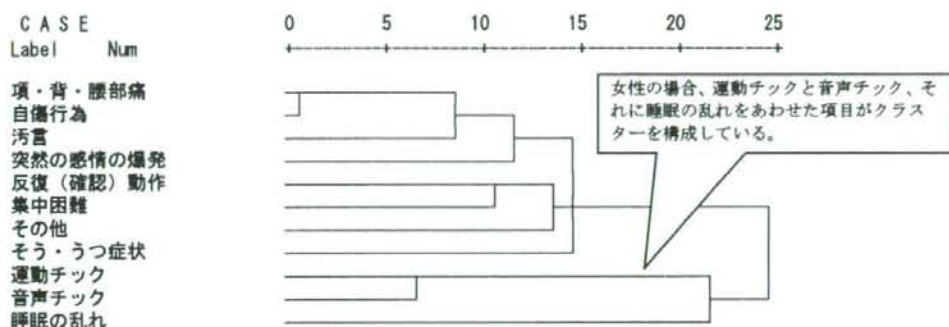 CASE
0 5 10 15 20 25
Label Num
項・背・腰部痛
自傷行為
汚言
突然の感情の爆発
反復（確認）動作
集中困難
その他
そう・うつ症状
運動チック
音声チック
睡眠の乱れ
女性の場合、運動チックと音声チック、そ
れに睡眠の乱れをあわせた項目がクラス
ターを構成している。